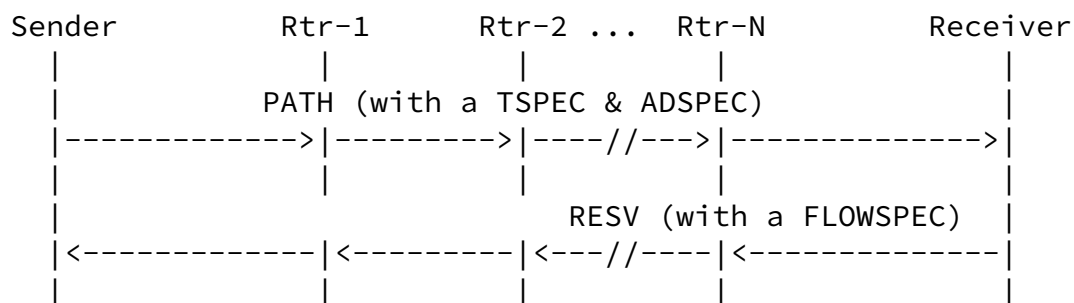 Sender Rtr-1 Rtr-2 ... Rtr-N Receiver
PATH (with a TSPEC & ADSPEC)
RESV (with a FLOWSPEC)